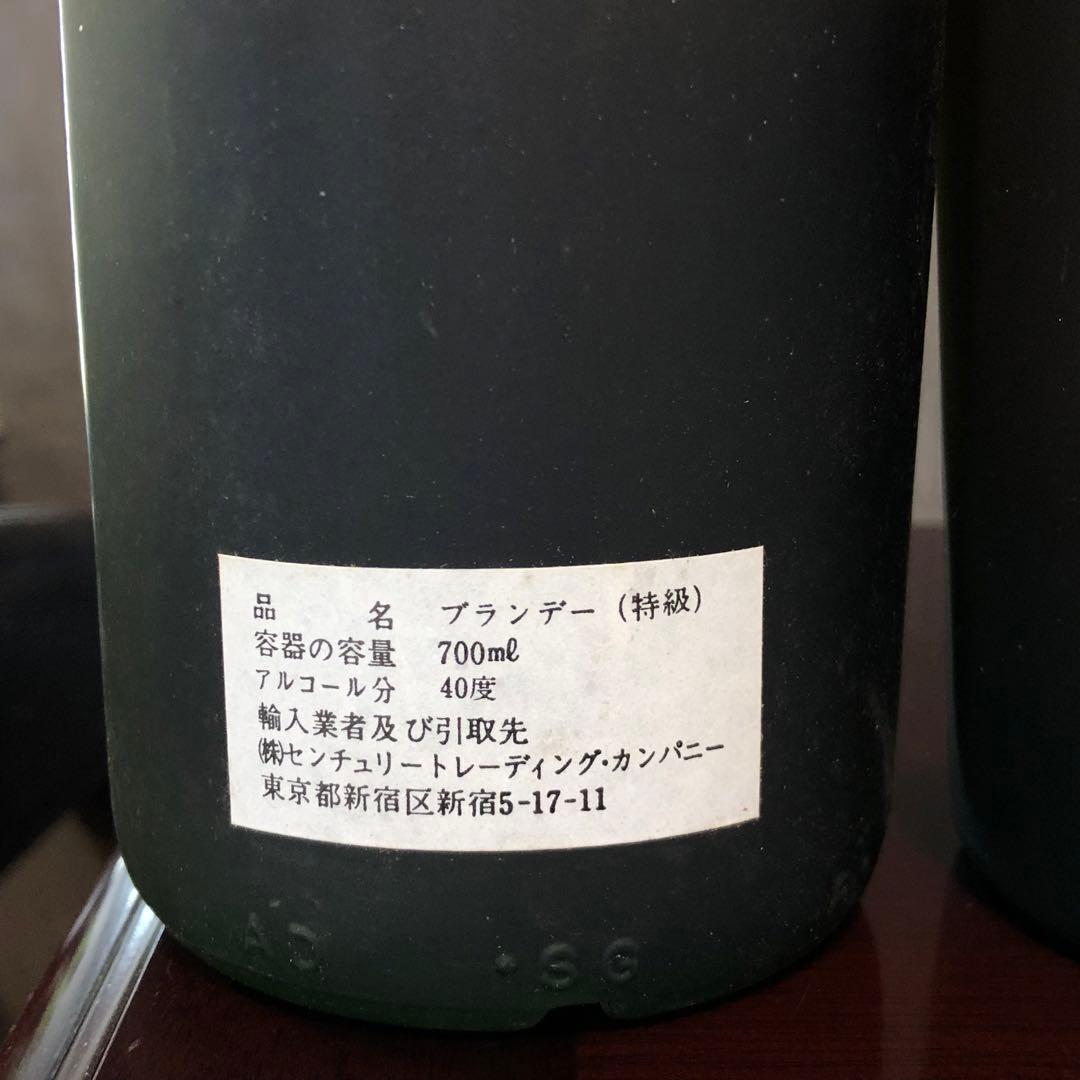 品名 ブランデー (特級)
容器の容量 700mℓ
アルコール分 40度
輸入業者及び引取先
㈱センチュリートレーディング・カンパニー
東京都新宿区新宿5-17-11
SG